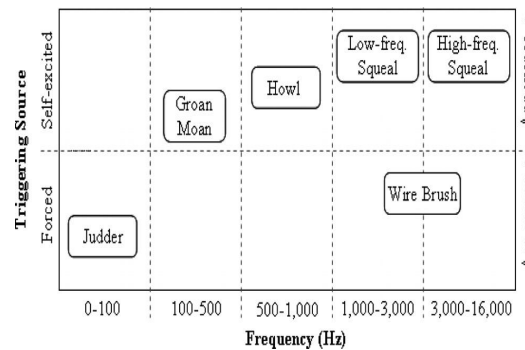 Triggering Source
Self-excited
Forced
Low-freq.
Squeal
High-freq.
Squeal
Howl
Groan
Moan
Wire Brush
Judder
0-100
100-500
500-1,000
1,000-3,000
3,000-16,000
Frequency (Hz)